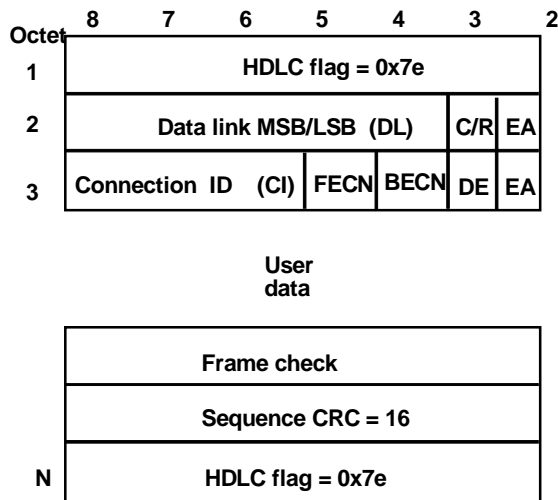 8 7 6 5 4 3 2
Octet
1 HDLC flag = 0x7e
2 Data link MSB/LSB (DL) C/R EA
3 Connection ID (CI) FECN BECN DE EA
User
data
Frame check
Sequence CRC = 16
N HDLC flag = 0x7e